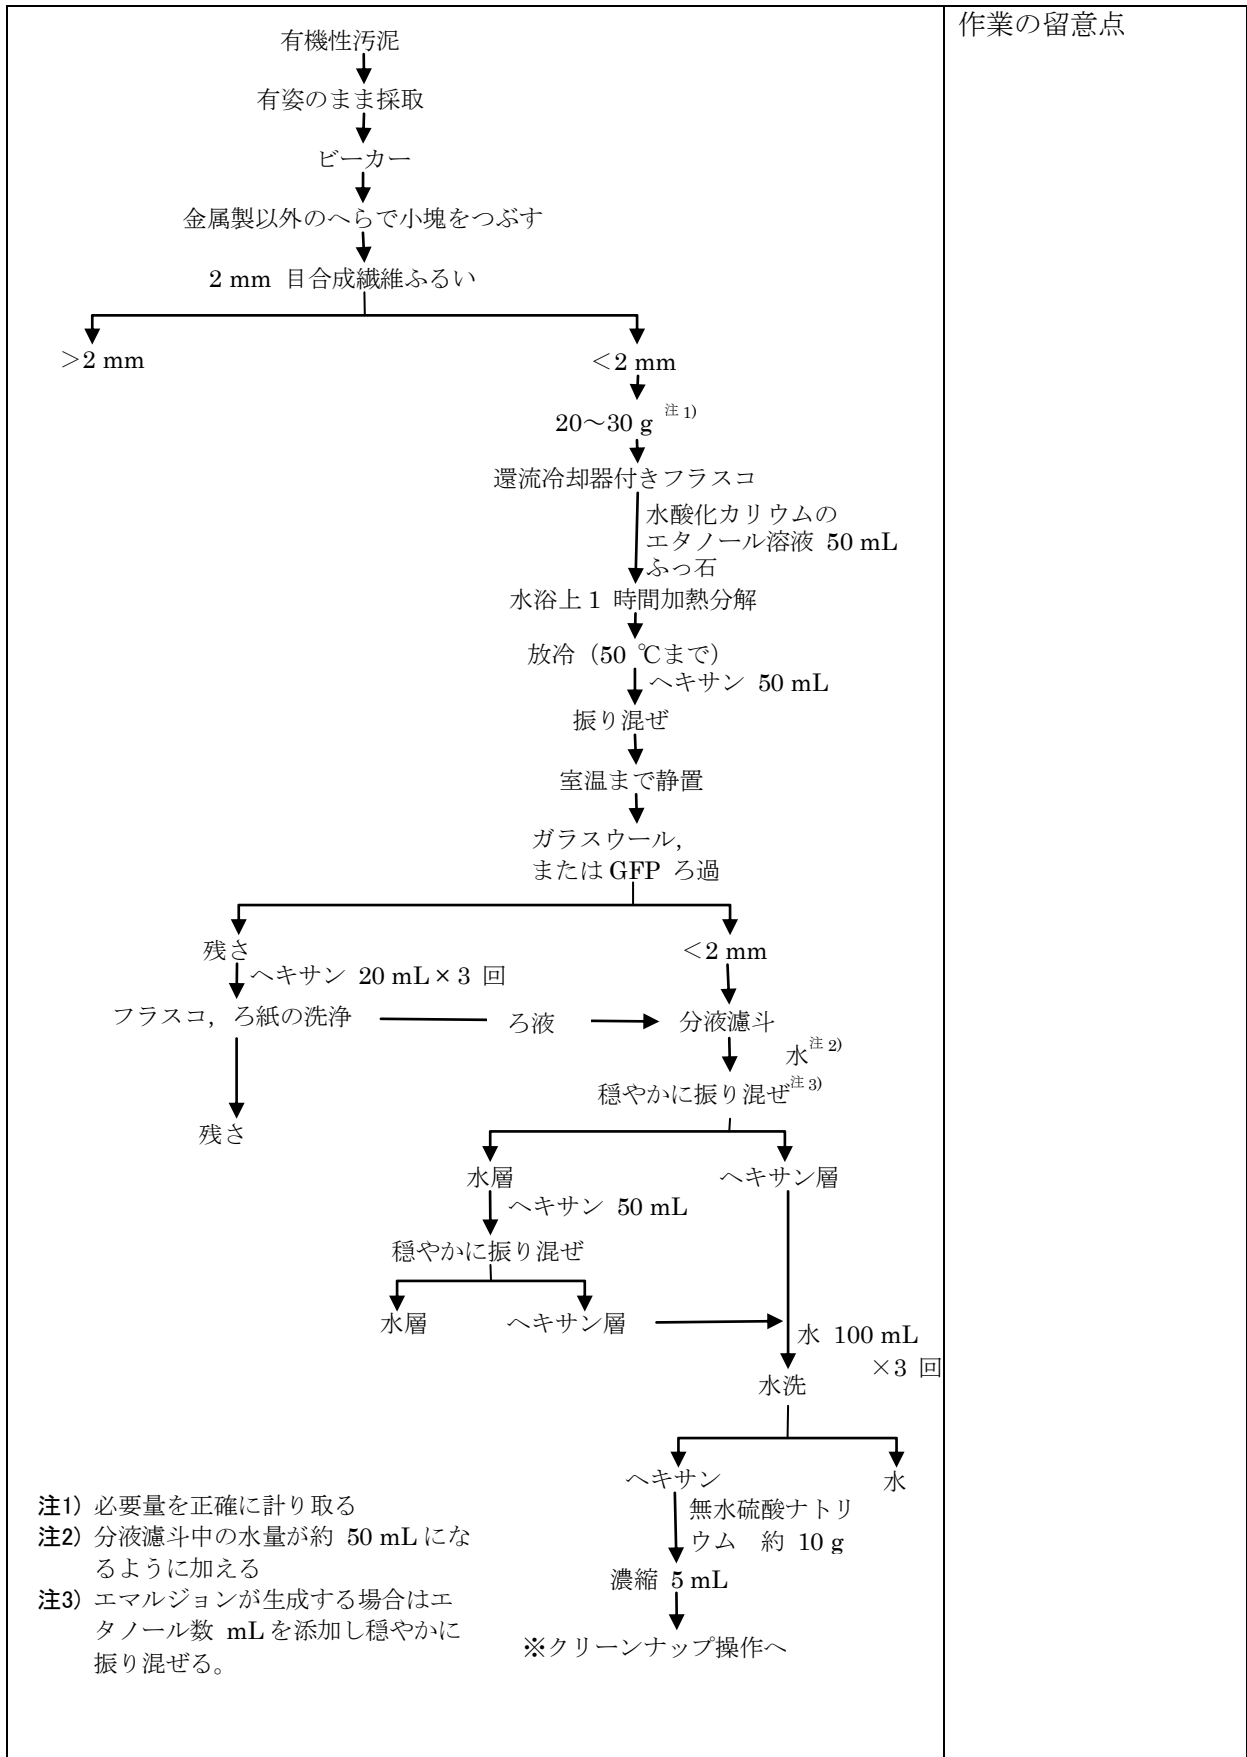 作業の留意点
有機性汚泥
有姿のまま採取
ビーカー
金属製以外のへらで小塊をつぶす
2 mm 目合成繊維ふるい
＞2 mm
＜2 mm
20～30 g 注1)
還流冷却器付きフラスコ
水酸化カリウムの
エタノール溶液 50 mL
ふっ石
水浴上1 時間加熱分解
放冷（50 ℃まで）
ヘキサン 50 mL
振り混ぜ
室温まで静置
ガラスウール,
またはGFP ろ過
残さ
＜2 mm
ヘキサン 20 mL×3 回
フラスコ，ろ紙の洗浄
ろ液
分液濾斗
水注2)
穏やかに振り混ぜ注3)
残さ
水層
ヘキサン層
ヘキサン 50 mL
穏やかに振り混ぜ
水層
ヘキサン層
水 100 mL
×3 回
水洗
ヘキサン
水
無水硫酸ナトリ
ウム 約 10 g
濃縮 5 mL
※クリーンナップ操作へ
注1) 必要量を正確に計り取る
注2) 分液濾斗中の水量が約 50 mLにな
るように加える
注3) エマルジョンが生成する場合はエ
タノール数 mLを添加し穏やかに
振り混ぜる。